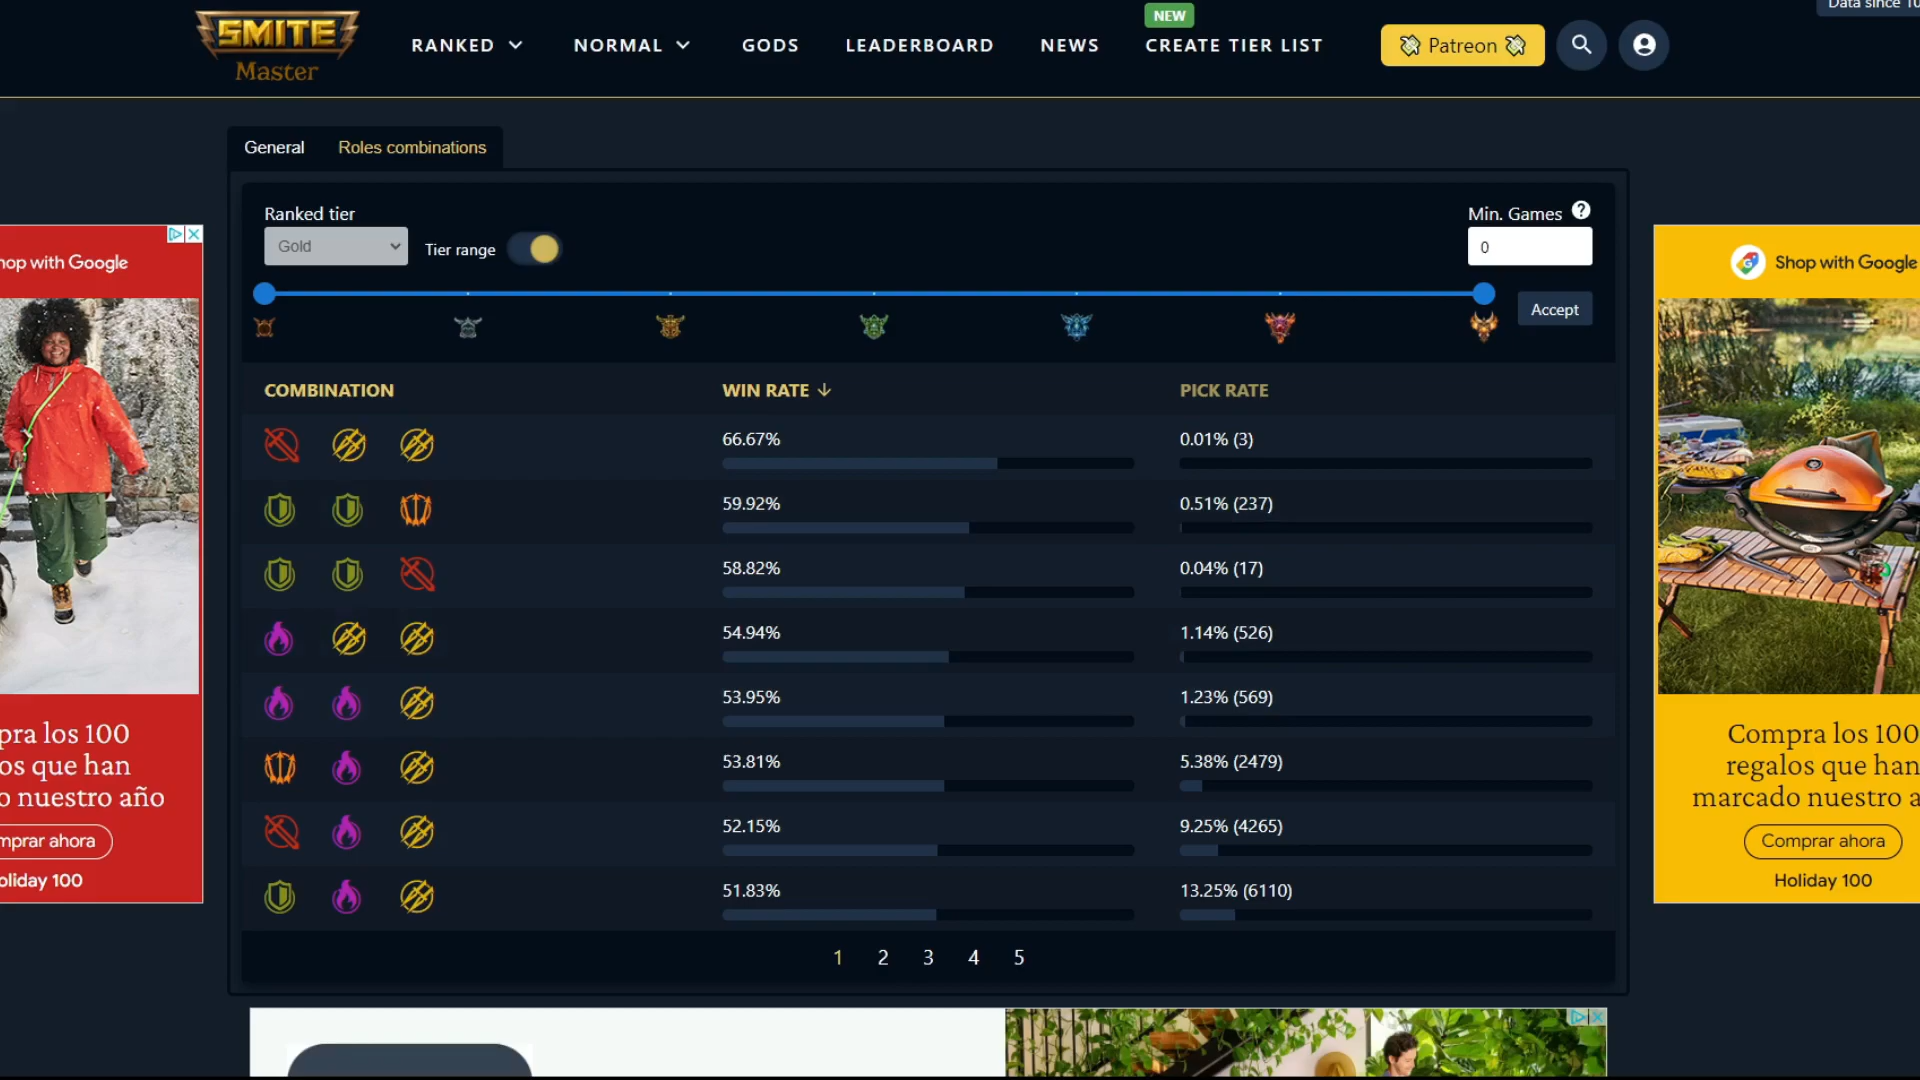 Data since
SMITE
Master
RANKED
NORMAL
GODS
LEADERBOARD
NEWS
NEW
CREATE TIER LIST
Patreon
General
Roles combinations
Ranked tier
Gold
Tier range
Min. Games
?
0
Accept
COMBINATION
WIN RATE
PICK RATE
66.67%
0.01% (3)
59.92%
0.51% (237)
58.82%
0.04% (17)
54.94%
1.14% (526)
53.95%
1.23% (569)
53.81%
5.38% (2479)
52.15%
9.25% (4265)
51.83%
13.25% (6110)
1 2 3 4 5
hop with Google
pra los 100
os que han
o nuestro año
mprar ahora
oliday 100
Shop with Google
Compra los 100
regalos que han
marcado nuestro a
Comprar ahora
Holiday 100